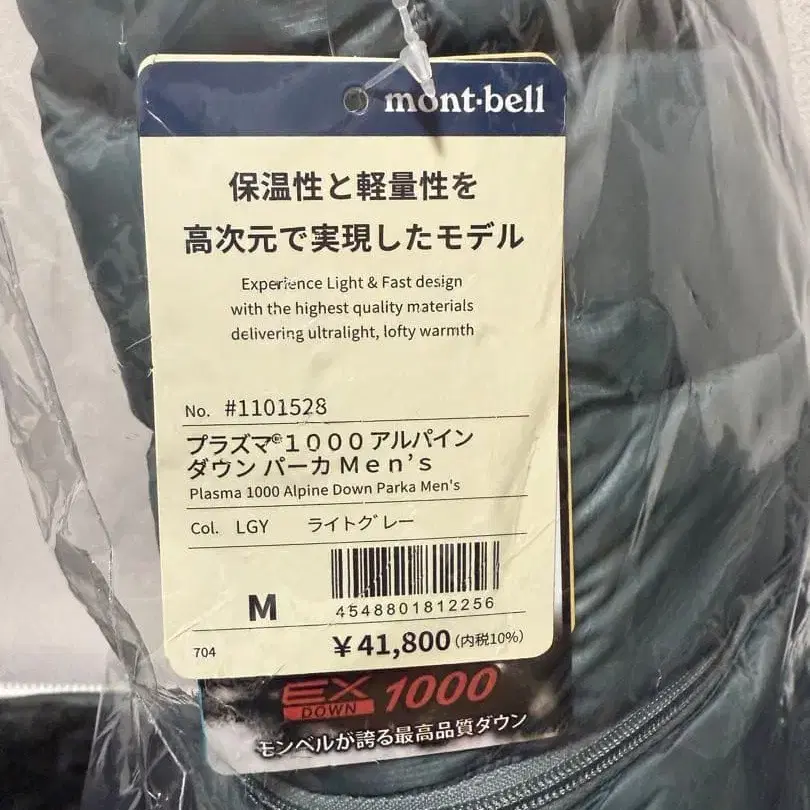 mont·bell
保温性と軽量性を
高次元で実現したモデル
Experience Light & Fast design
with the highest quality materials
delivering ultralight, lofty warmth
No. #1101528
プラズマ®１０００アルパイン
ダウン パーカ Ｍｅｎ’ｓ
Plasma 1000 Alpine Down Parka Men's
Col. LGY ライトグレー
M
4548801812256
704 ￥41,800(内税10%)
EX DOWN 1000
モンベルが誇る最高品質ダウン